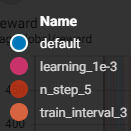 Name
default
learning_1e-3
n_step_5
train_interval_3